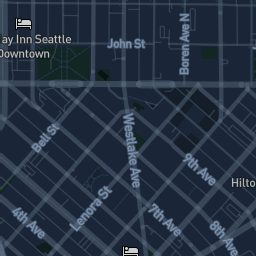 ay Inn Seattle
Downtown
John St
Boren Ave N
Bell St
Westlake Ave
9th Ave
Hilto
Lenora St
4th Ave
7th Ave
8th Ave